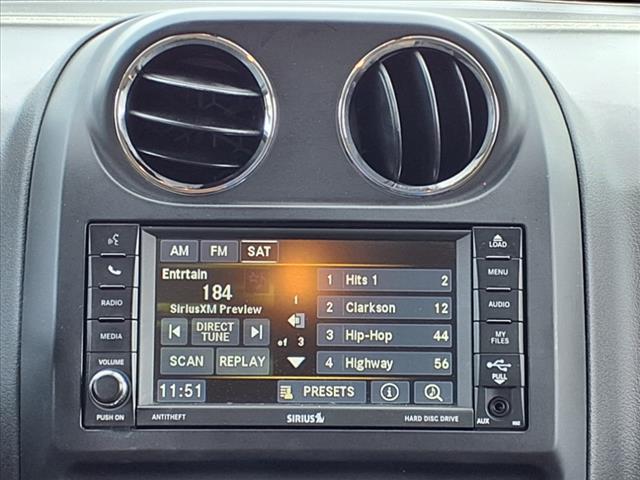 AM FM SAT
Entrtain
184
SiriusXM Preview
DIRECT
TUNE
SCAN REPLAY
11:51
1
of 3
1 Hits 1 2
2 Clarkson 12
3 Hip-Hop 44
4 Highway 56
PRESETS
RADIO
MEDIA
VOLUME
PUSH ON
LOAD
MENU
AUDIO
MY
FILES
PULL
AUX
ANTITHEFT
SIRIUS
HARD DISC DRIVE